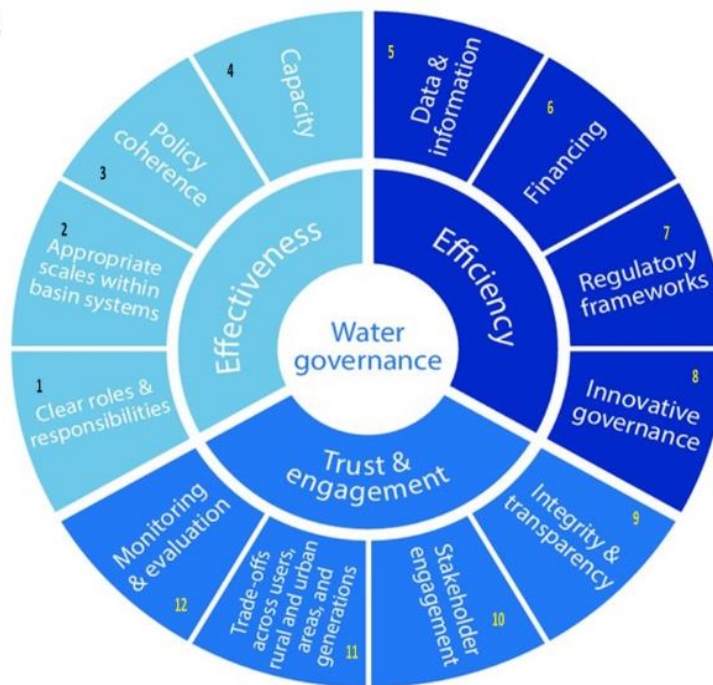 Water
governance
Effectiveness
Efficiency
Trust &
engagement
1
Clear roles &
responsibilities
2
Appropriate
scales within
basin systems
3
Policy
coherence
4
Capacity
5
Data &
information
6
Financing
7
Regulatory
frameworks
8
Innovative
governance
9
Integrity &
transparency
10
Stakeholder
engagement
11
Trade-offs
across users,
rural and urban
areas, and
generations
12
Monitoring
& evaluation